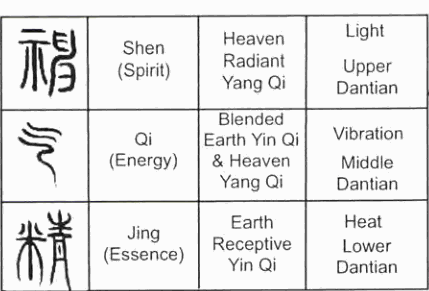 神
Shen
(Spirit)
Heaven
Radiant
Yang Qi
Light
Upper
Dantian
气
Qi
(Energy)
Blended
Earth Yin Qi
& Heaven
Yang Qi
Vibration
Middle
Dantian
精
Jing
(Essence)
Earth
Receptive
Yin Qi
Heat
Lower
Dantian